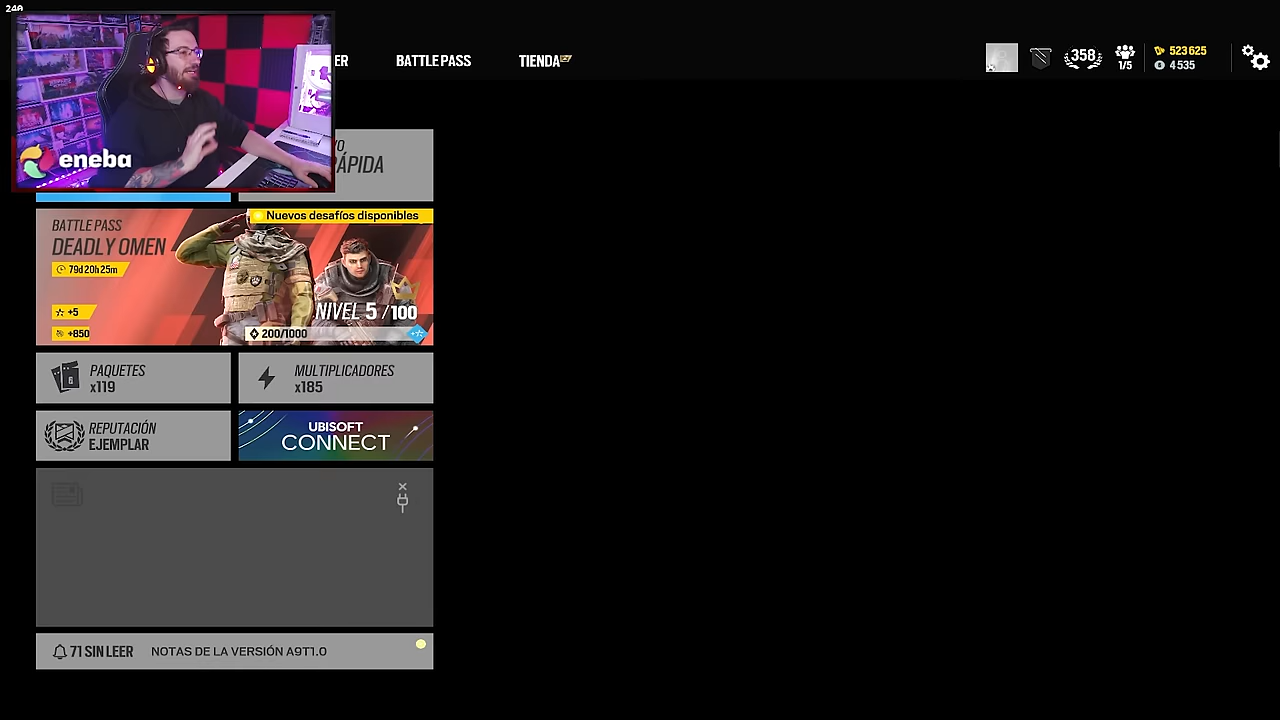 240
ER
BATTLE PASS
TIENDA
358
1/5
523 625
4 535
eneba
ÁPIDA
Nuevos desafíos disponibles
BATTLE PASS
DEADLY OMEN
79d 20h 25m
+5
+850
NIVEL 5 /100
200/1000
PAQUETES
x119
MULTIPLICADORES
x185
REPUTACIÓN
EJEMPLAR
UBISOFT
CONNECT
71 SIN LEER
NOTAS DE LA VERSIÓN A9T1.0